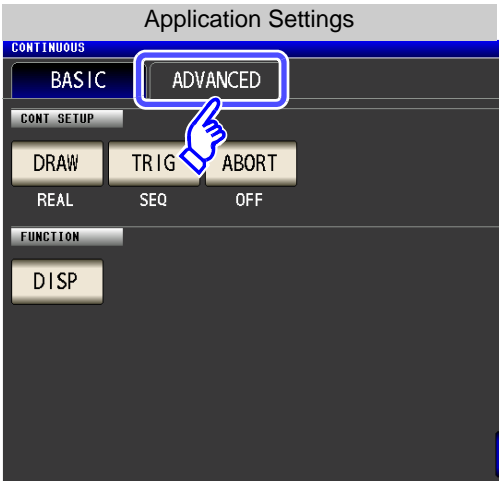 Application Settings
CONTINUOUS
BASIC ADVANCED
CONT SETUP
DRAW TRIG ABORT
REAL SEQ OFF
FUNCTION
DISP